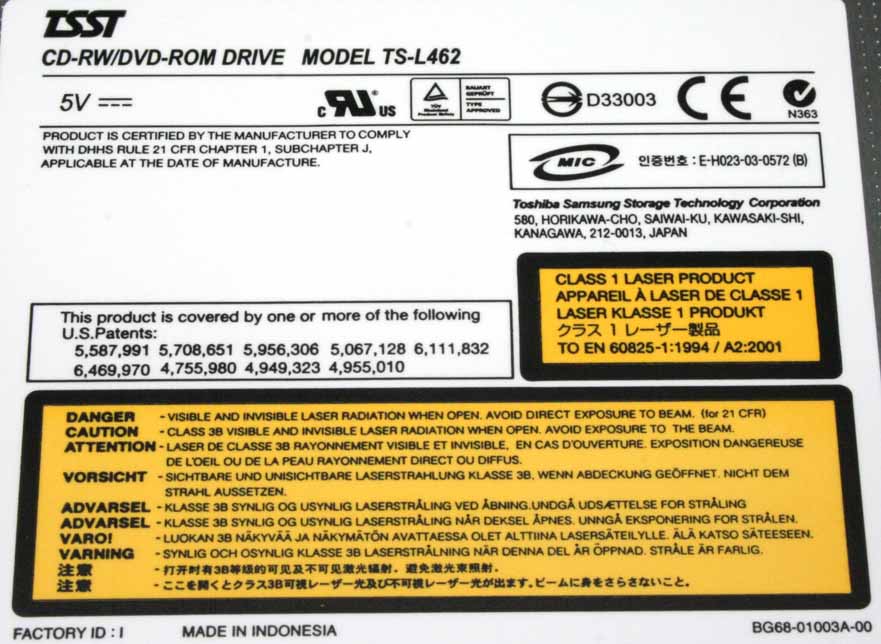 TSST
CD-RW/DVD-ROM DRIVE MODEL TS-L462
5V
c RU US
TÜV Rheinland Product Safety
BAUART GEPRÜFT
TYPE APPROVED
D33003
CE
N363
PRODUCT IS CERTIFIED BY THE MANUFACTURER TO COMPLY
WITH DHHS RULE 21 CFR CHAPTER 1, SUBCHAPTER J,
APPLICABLE AT THE DATE OF MANUFACTURE.
MIC 인증번호 : E-H023-03-0572 (B)
Toshiba Samsung Storage Technology Corporation
580, HORIKAWA-CHO, SAIWAI-KU, KAWASAKI-SHI,
KANAGAWA, 212-0013, JAPAN
CLASS 1 LASER PRODUCT
APPAREIL À LASER DE CLASSE 1
LASER KLASSE 1 PRODUKT
クラス 1 レーザー製品
TO EN 60825-1:1994 / A2:2001
This product is covered by one or more of the following
U.S.Patents:
5,587,991 5,708,651 5,956,306 5,067,128 6,111,832
6,469,970 4,755,980 4,949,323 4,955,010
DANGER - VISIBLE AND INVISIBLE LASER RADIATION WHEN OPEN. AVOID DIRECT EXPOSURE TO BEAM. (for 21 CFR)
CAUTION - CLASS 3B VISIBLE AND INVISIBLE LASER RADIATION WHEN OPEN. AVOID EXPOSURE TO THE BEAM.
ATTENTION - LASER DE CLASSE 3B RAYONNEMENT VISIBLE ET INVISIBLE, EN CAS D'OUVERTURE. EXPOSITION DANGEREUSE
DE L'OEIL OU DE LA PEAU RAYONNEMENT DIRECT OU DIFFUS.
VORSICHT - SICHTBARE UND UNISICHTBARE LASERSTRAHLUNG KLASSE 3B, WENN ABDECKUNG GEÖFFNET. NICHT DEM
STRAHL AUSSETZEN.
ADVARSEL - KLASSE 3B SYNLIG OG USYNLIG LASERSTRÅLING VED ÅBNING.UNDGÅ UDSÆTTELSE FOR STRÅLING
ADVARSEL - KLASSE 3B SYNLIG OG USYNLIG LASERSTRÅLING NÅR DEKSEL ÅPNES. UNNGÅ EKSPONERING FOR STRÅLEN.
VARO! - LUOKAN 3B NÄKYVÄÄ JA NÄKYMÄTÖN AVATTAESSA OLET ALTTIINA LASERSÄTEILYLLE. ÄLÄ KATSO SÄTEESEEN.
VARNING - SYNLIG OCH OSYNLIG KLASSE 3B LASERSTRÅLNING NÄR DENNA DEL ÄR ÖPPNAD. STRÅLE ÄR FARLIG.
注意 - 打开时有3B等级的可见及不可见激光辐射. 避免激光束照射.
注意 - ここを開くとクラス3B可視レーザー光及び不可視レーザー光が出ます.ビームに身をさらさないこと.
FACTORY ID : I MADE IN INDONESIA BG68-01003A-00